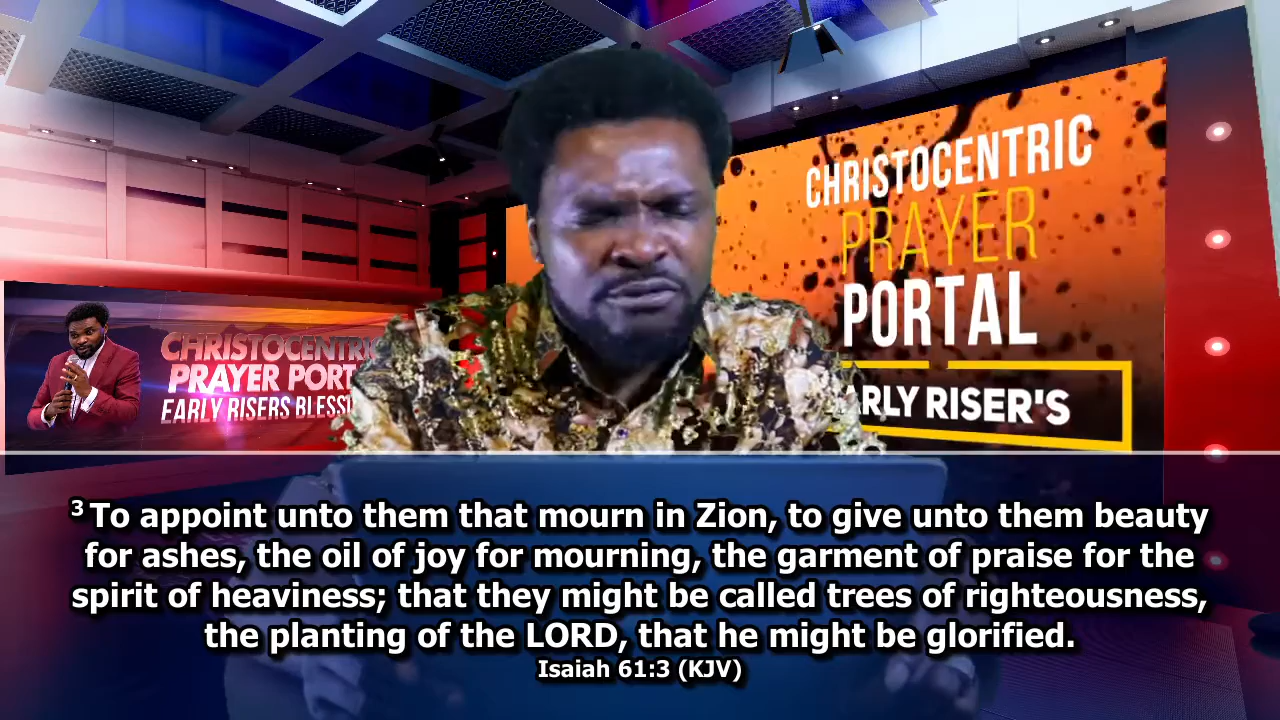 CHRISTOCENTRIC
PRAYER
PORTAL
EARLY RISER'S
CHRISTOCENTRIC
PRAYER PORT
EARLY RISERS BLESS
3 To appoint unto them that mourn in Zion, to give unto them beauty
for ashes, the oil of joy for mourning, the garment of praise for the
spirit of heaviness; that they might be called trees of righteousness,
the planting of the LORD, that he might be glorified.
Isaiah 61:3 (KJV)